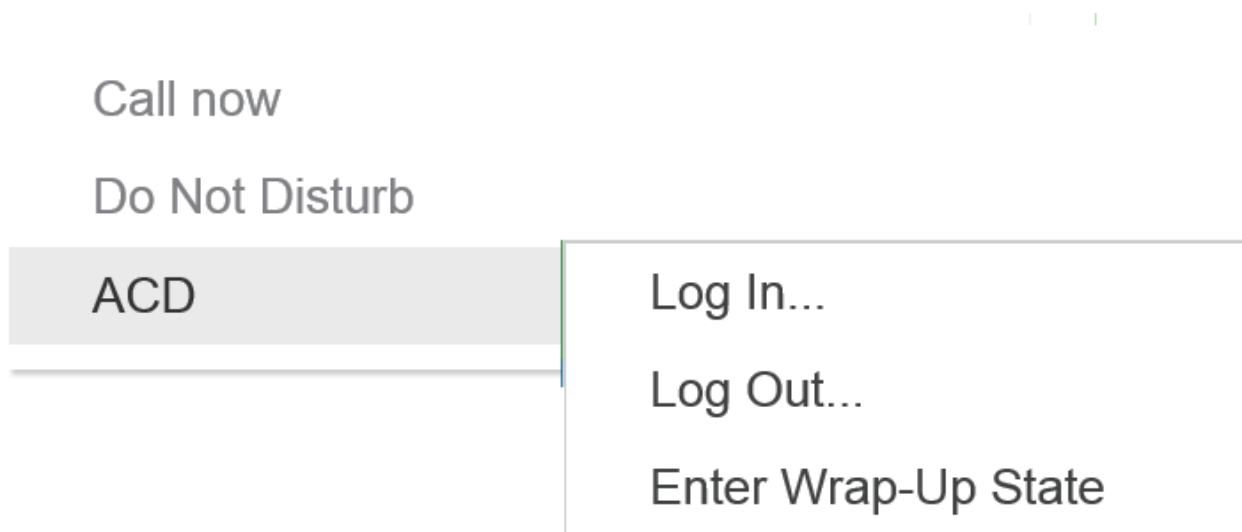 Call now
Do Not Disturb
ACD
Log In...
Log Out...
Enter Wrap-Up State